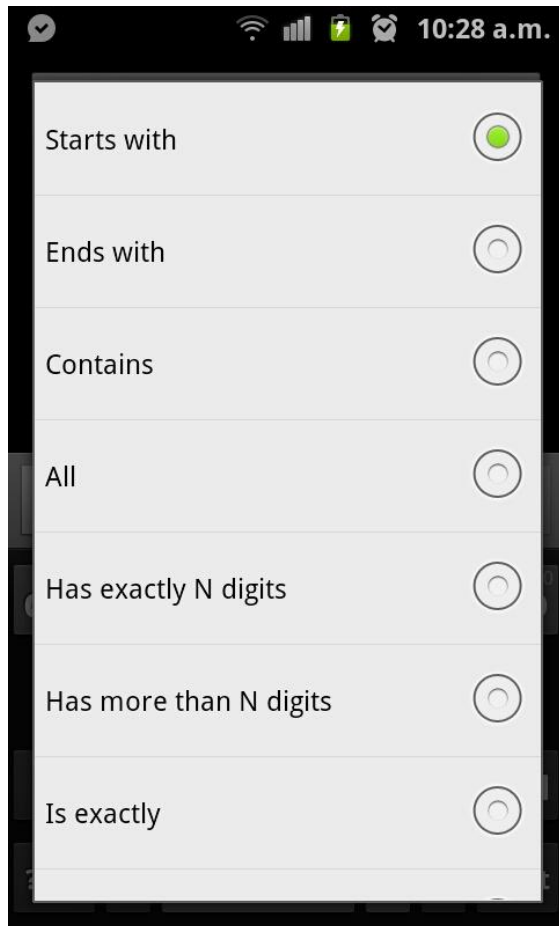 10:28 a.m.
Starts with
Ends with
Contains
All
Has exactly N digits
Has more than N digits
Is exactly